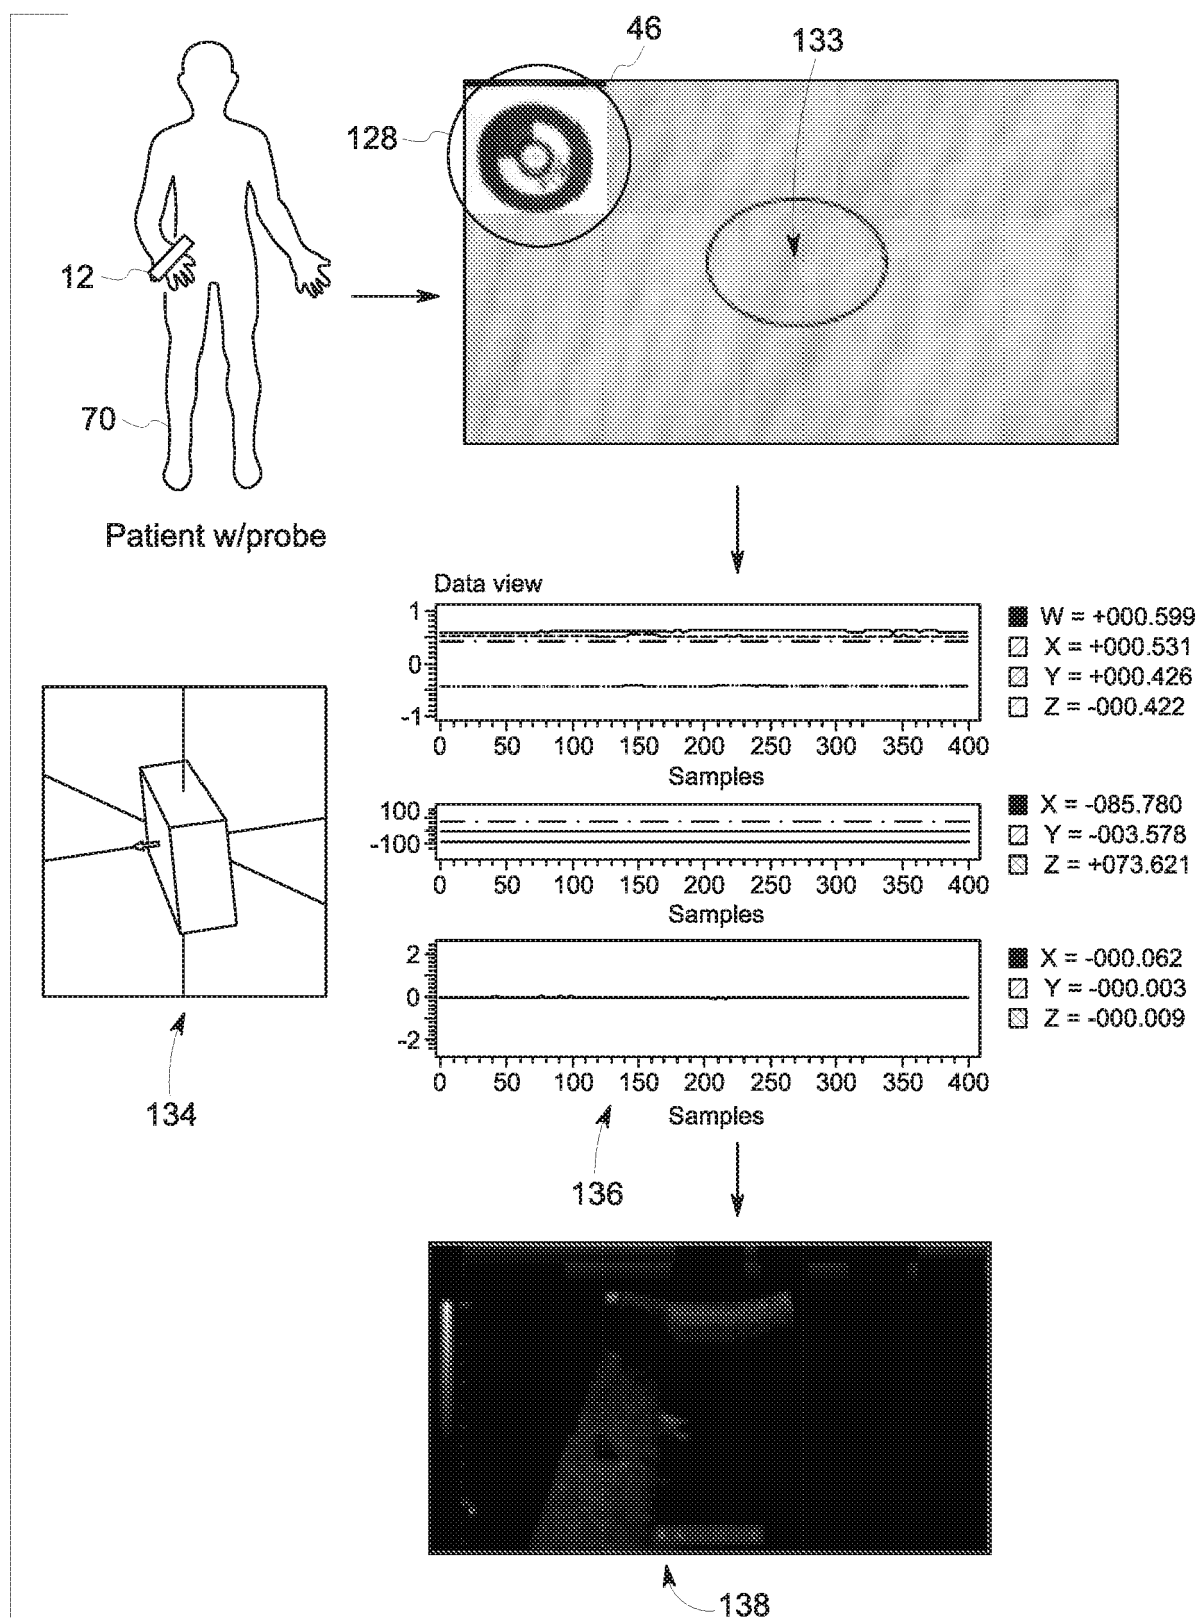 46
133
128
12
70
Patient w/probe
Data view
1
0
-1
0 50 100 150 200 250 300 350 400
Samples
W = +000.599
X = +000.531
Y = +000.426
Z = -000.422
100
-100
0 50 100 150 200 250 300 350 400
Samples
X = -085.780
Y = -003.578
Z = +073.621
2
0
-2
0 50 100 150 200 250 300 350 400
Samples
X = -000.062
Y = -000.003
Z = -000.009
134
136
138